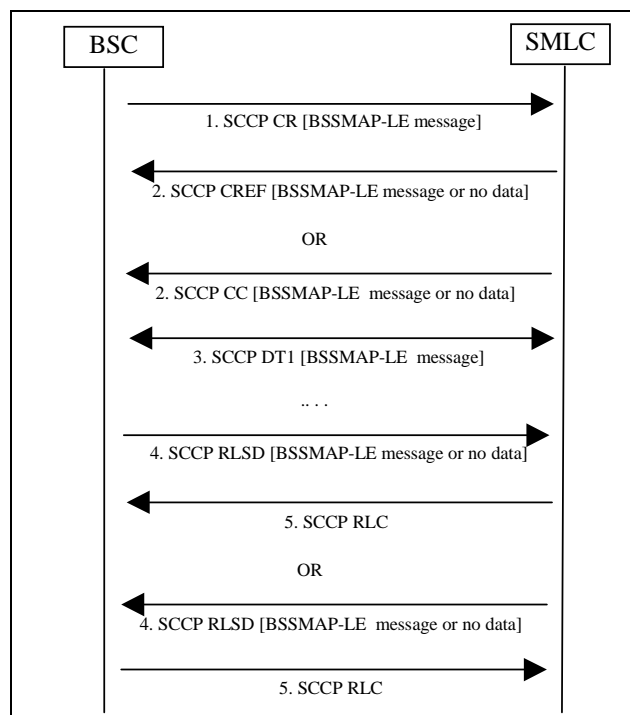 BSC SMLC
1. SCCP CR [BSSMAP-LE message]
2. SCCP CREF [BSSMAP-LE message or no data]
OR
2. SCCP CC [BSSMAP-LE message or no data]
3. SCCP DT1 [BSSMAP-LE message]
.. . .
4. SCCP RLSD [BSSMAP-LE message or no data]
5. SCCP RLC
OR
4. SCCP RLSD [BSSMAP-LE message or no data]
5. SCCP RLC